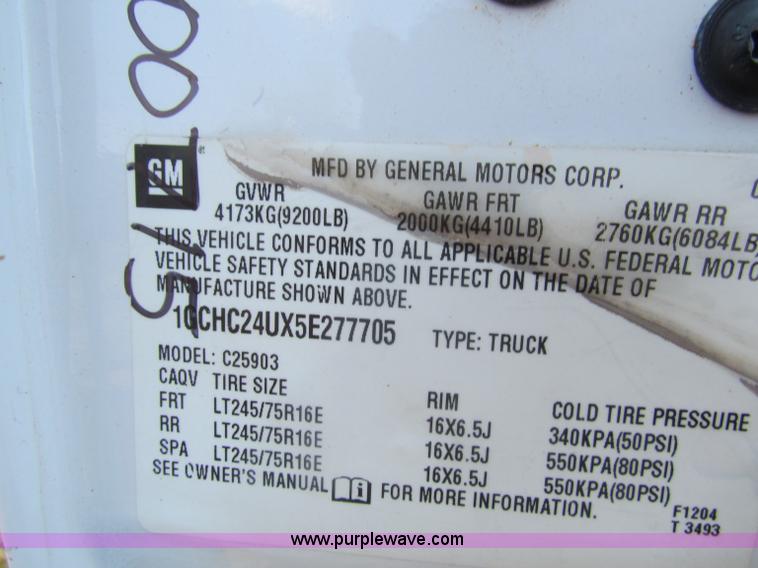 GM
MFD BY GENERAL MOTORS CORP.
GVWR GAWR FRT GAWR RR
4173KG(9200LB) 2000KG(4410LB) 2760KG(6084LB)
THIS VEHICLE CONFORMS TO ALL APPLICABLE U.S. FEDERAL MOTO
VEHICLE SAFETY STANDARDS IN EFFECT ON THE DATE OF
MANUFACTURE SHOWN ABOVE.
1GCHC24UX5E277705 TYPE: TRUCK
MODEL: C25903
CAQV TIRE SIZE RIM COLD TIRE PRESSURE
FRT LT245/75R16E 16X6.5J 340KPA(50PSI)
RR LT245/75R16E 16X6.5J 550KPA(80PSI)
SPA LT245/75R16E 16X6.5J 550KPA(80PSI)
SEE OWNER'S MANUAL FOR MORE INFORMATION.
F1204
T 3493
www.purplewave.com